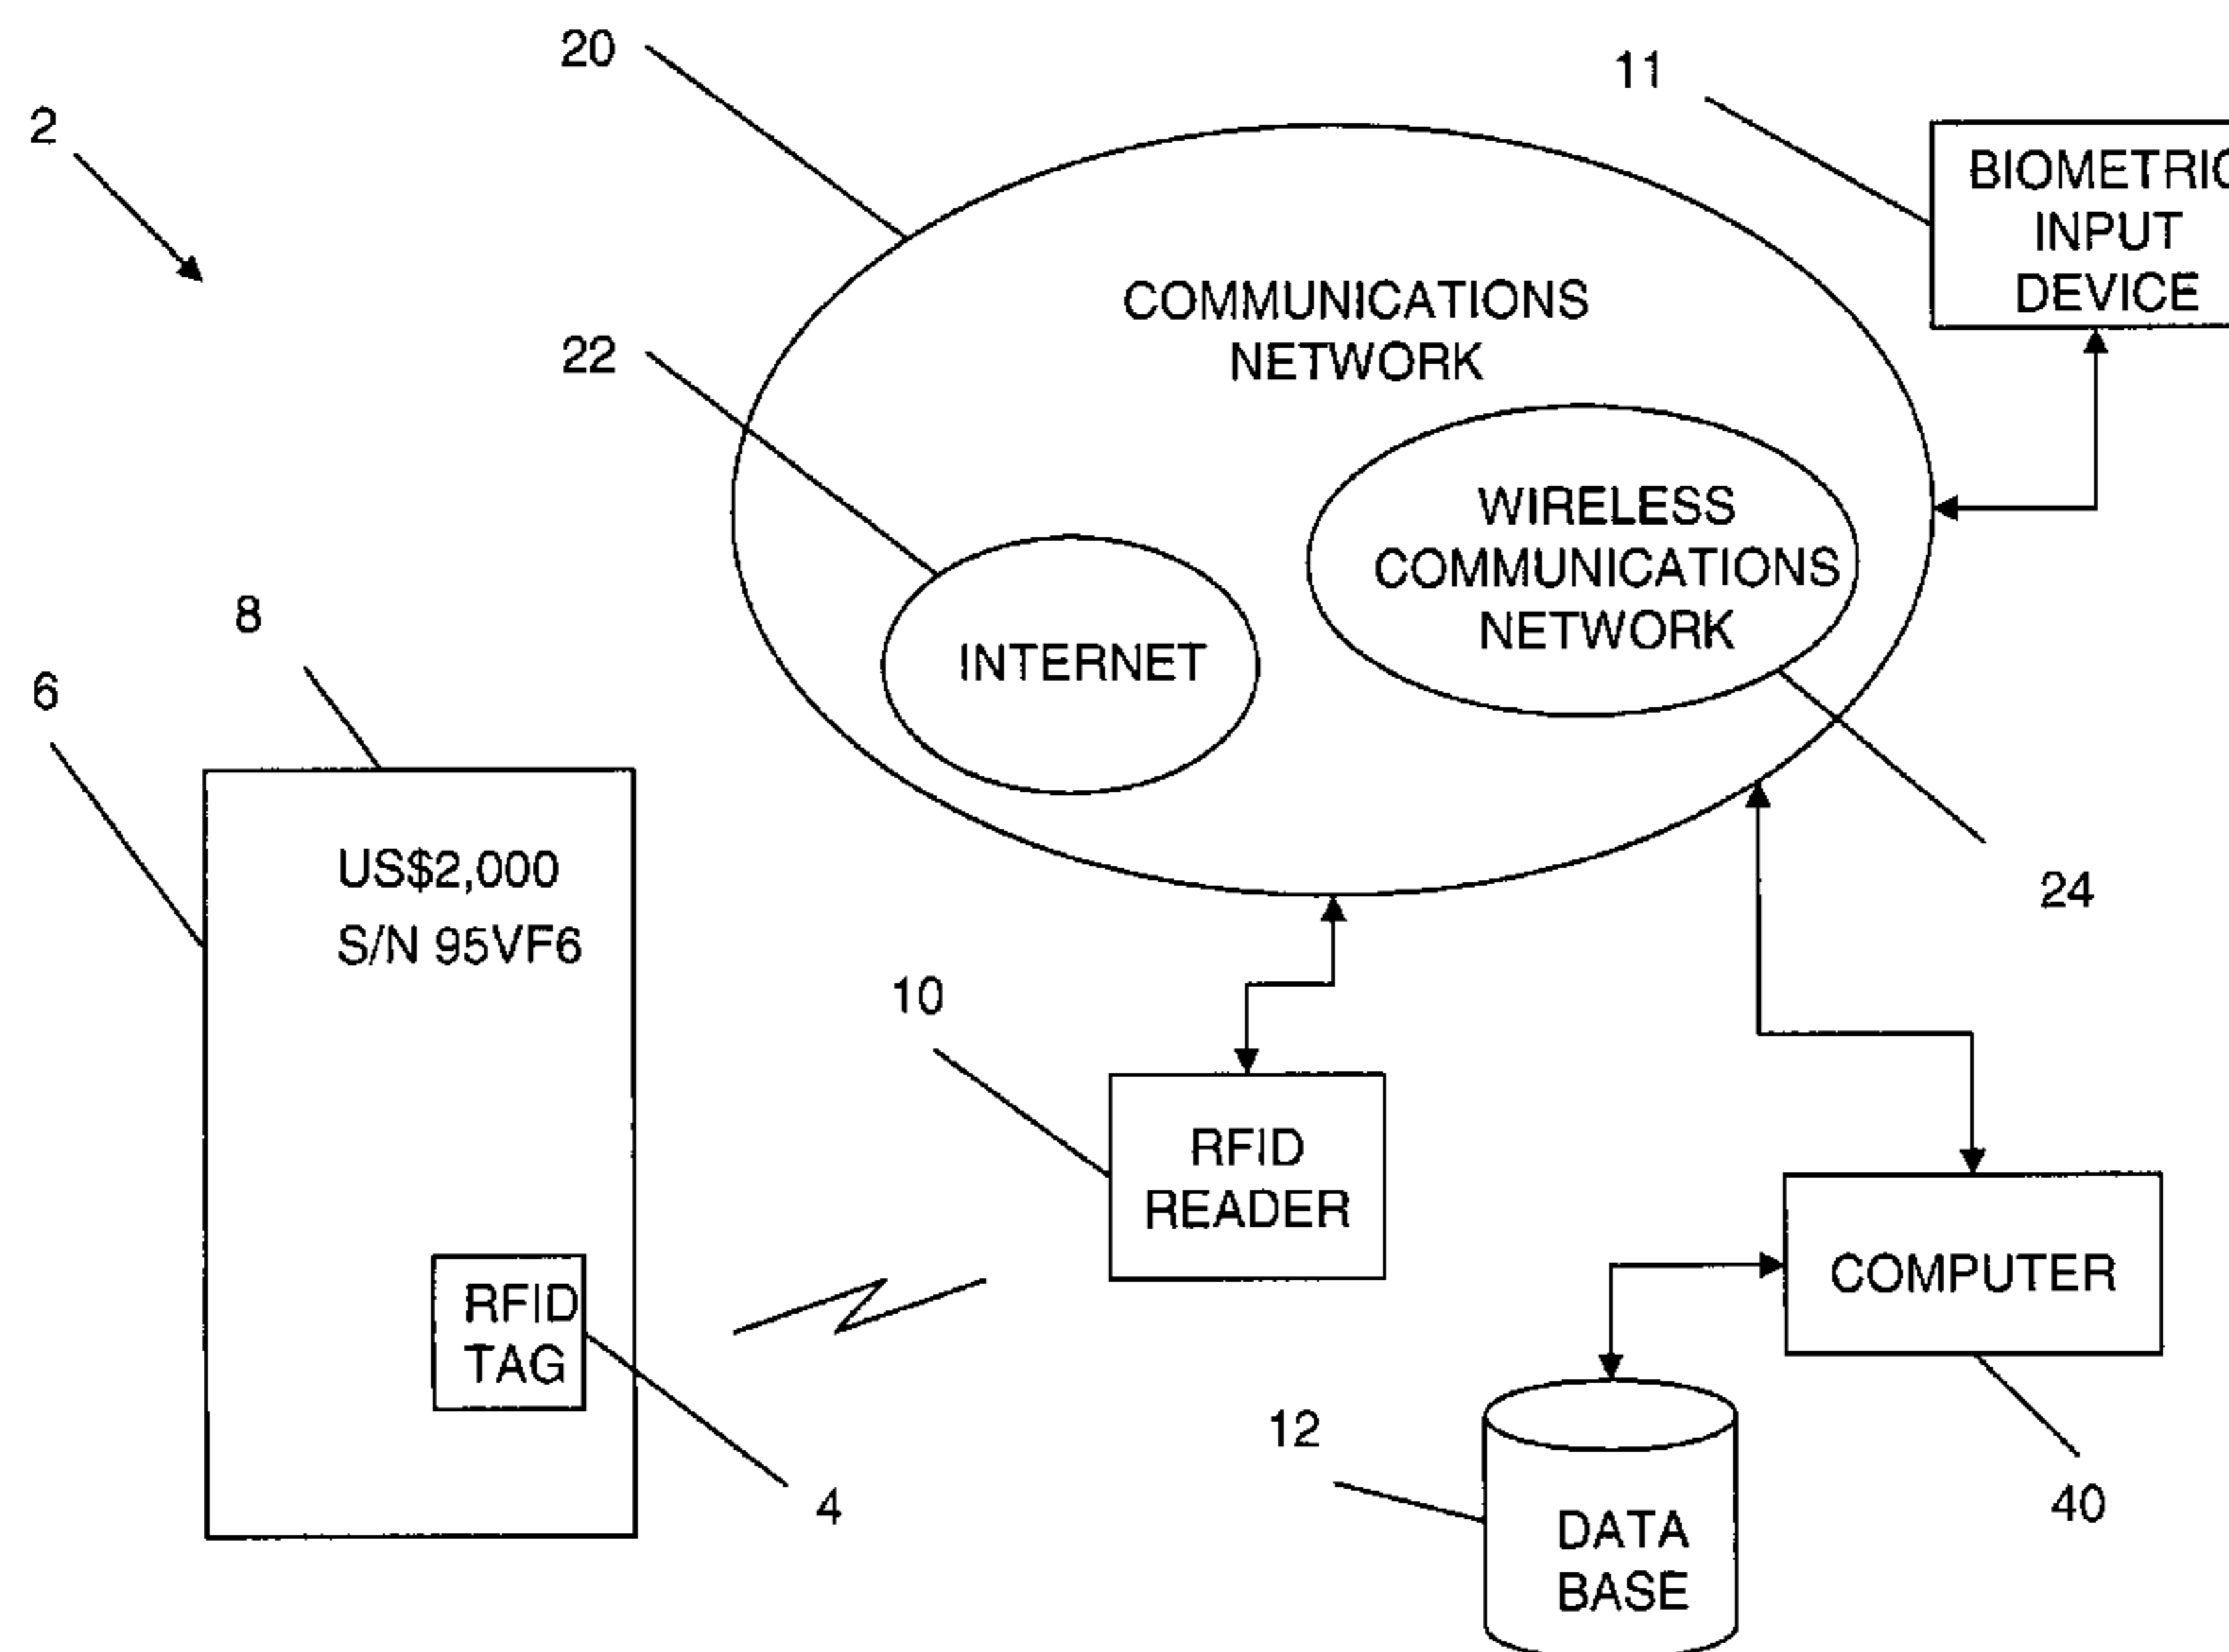 20
11
2
BIOMETRIC
INPUT
DEVICE
COMMUNICATIONS
NETWORK
22
WIRELESS
COMMUNICATIONS
NETWORK
8
INTERNET
6
US$2,000
S/N 95VF6
24
10
RFID
READER
COMPUTER
RFID
TAG
12
4
40
DATA
BASE